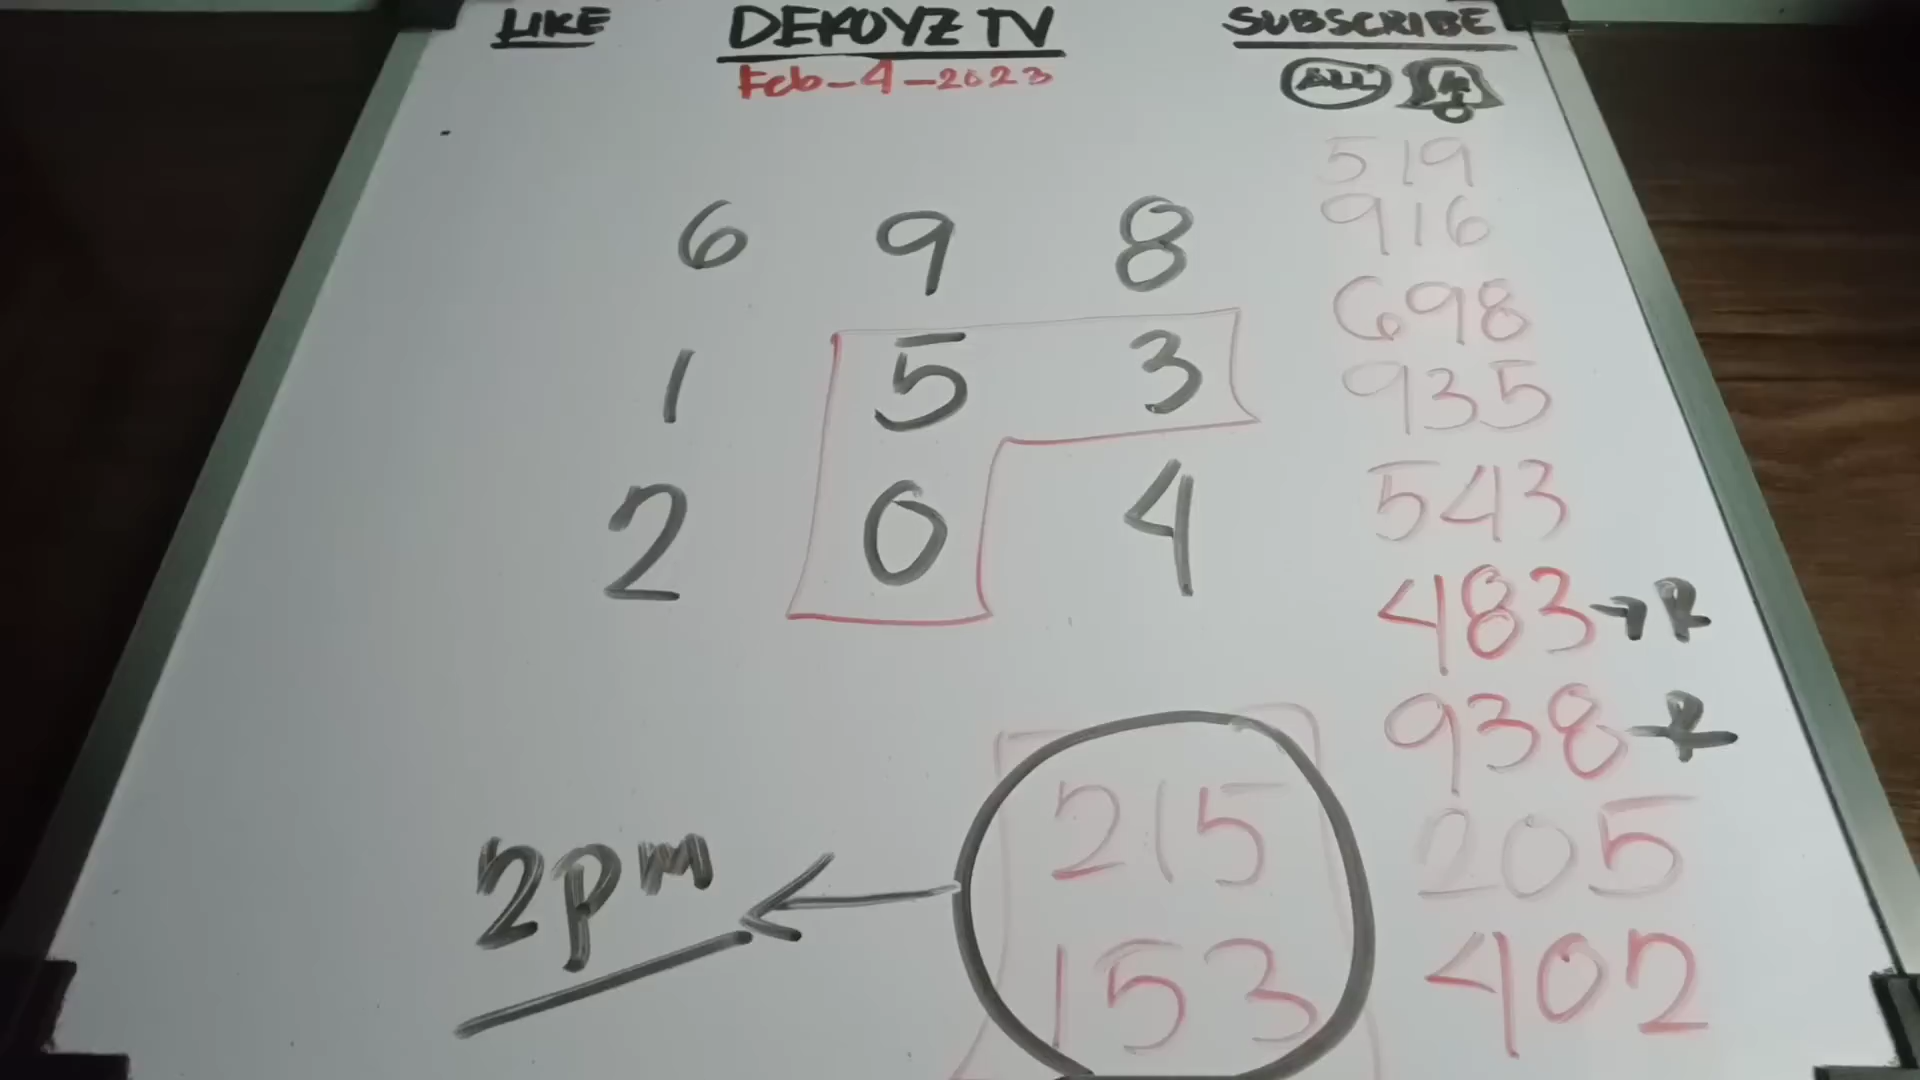 LIKE DEKOYZ TV SUBSCRIBE
Feb-4-2023
ALL
519
916
6 9 8
698
1 5 3
935
2 0 4
543
483→R
938-R
215
205
2pm
153
402